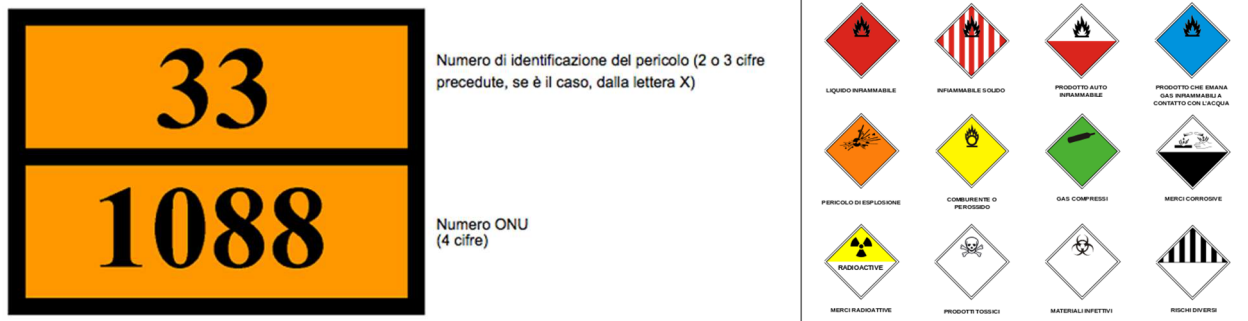 33
Numero di identificazione del pericolo (2 o 3 cifre
precedute, se è il caso, dalla lettera X)
1088
Numero ONU
(4 cifre)
LIQUIDO INFIAMMABILE
INFIAMMABILE SOLIDO
PRODOTTO AUTO
INFIAMMABILE
PRODOTTO CHE EMANA
GAS INFIAMMABILI A
CONTATTO CON L'ACQUA
PERICOLO DI ESPLOSIONE
COMBURENTE O
PEROSSIDO
GAS COMPRESSI
MERCI CORROSIVE
RADIOACTIVE
MERCI RADIOATTIVE
PRODOTTI TOSSICI
MATERIALI INFETTIVI
RISCHI DIVERSI